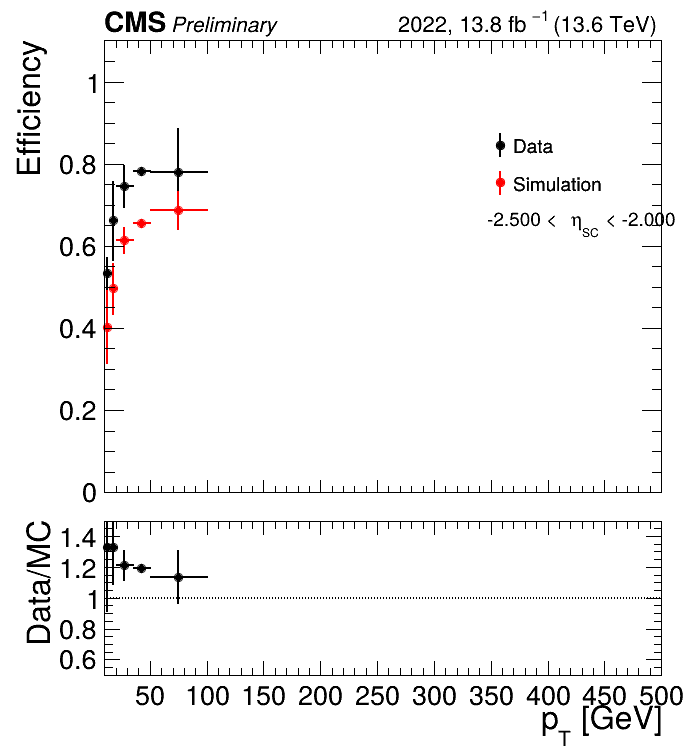 CMS Preliminary 2022, 13.8 fb⁻¹ (13.6 TeV)
Efficiency
1
0.8
0.6
0.4
0.2
0
Data
Simulation
-2.500 < η_SC < -2.000
Data/MC
1.4
1.2
1
0.8
0.6
50 100 150 200 250 300 350 400 450 500
p_T [GeV]